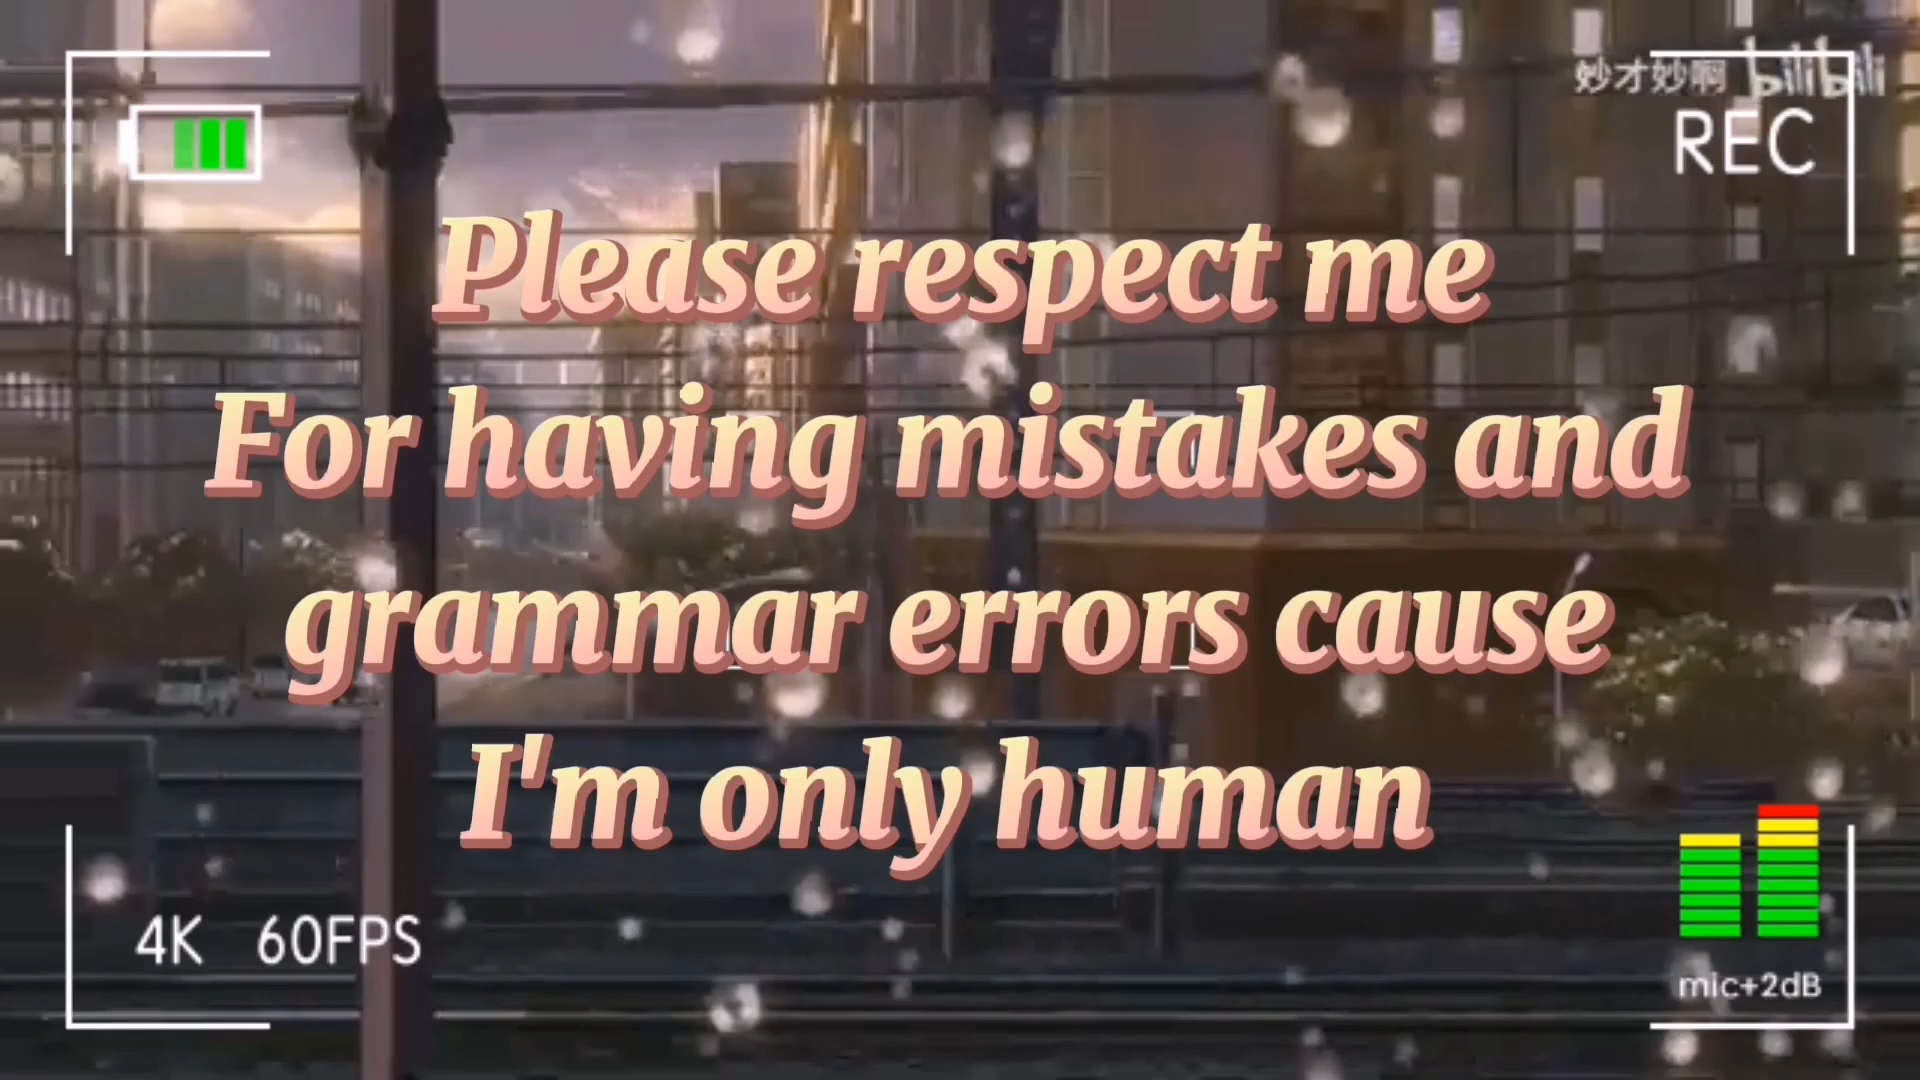 妙才妙啊 bilibili
REC
Please respect me
For having mistakes and
grammar errors cause
I'm only human
4K 60FPS
mic+2dB